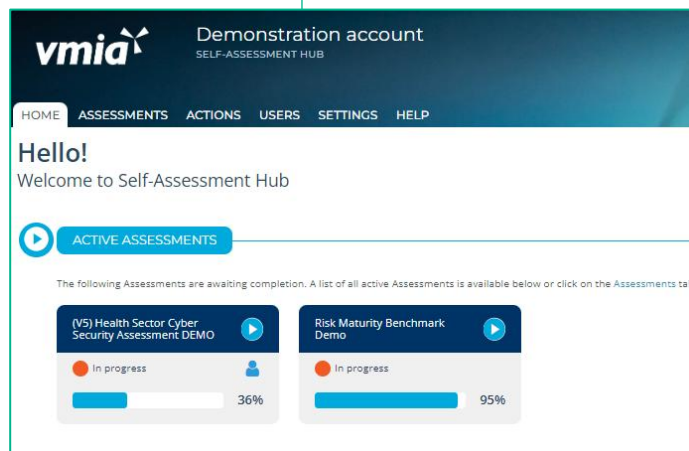 vmia
Demonstration account
SELF-ASSESSMENT HUB
HOME ASSESSMENTS ACTIONS USERS SETTINGS HELP
Hello!
Welcome to Self-Assessment Hub
ACTIVE ASSESSMENTS
The following Assessments are awaiting completion. A list of all active Assessments is available below or click on the Assessments ta
(V5) Health Sector Cyber
Security Assessment DEMO
In progress
36%
Risk Maturity Benchmark
Demo
In progress
95%